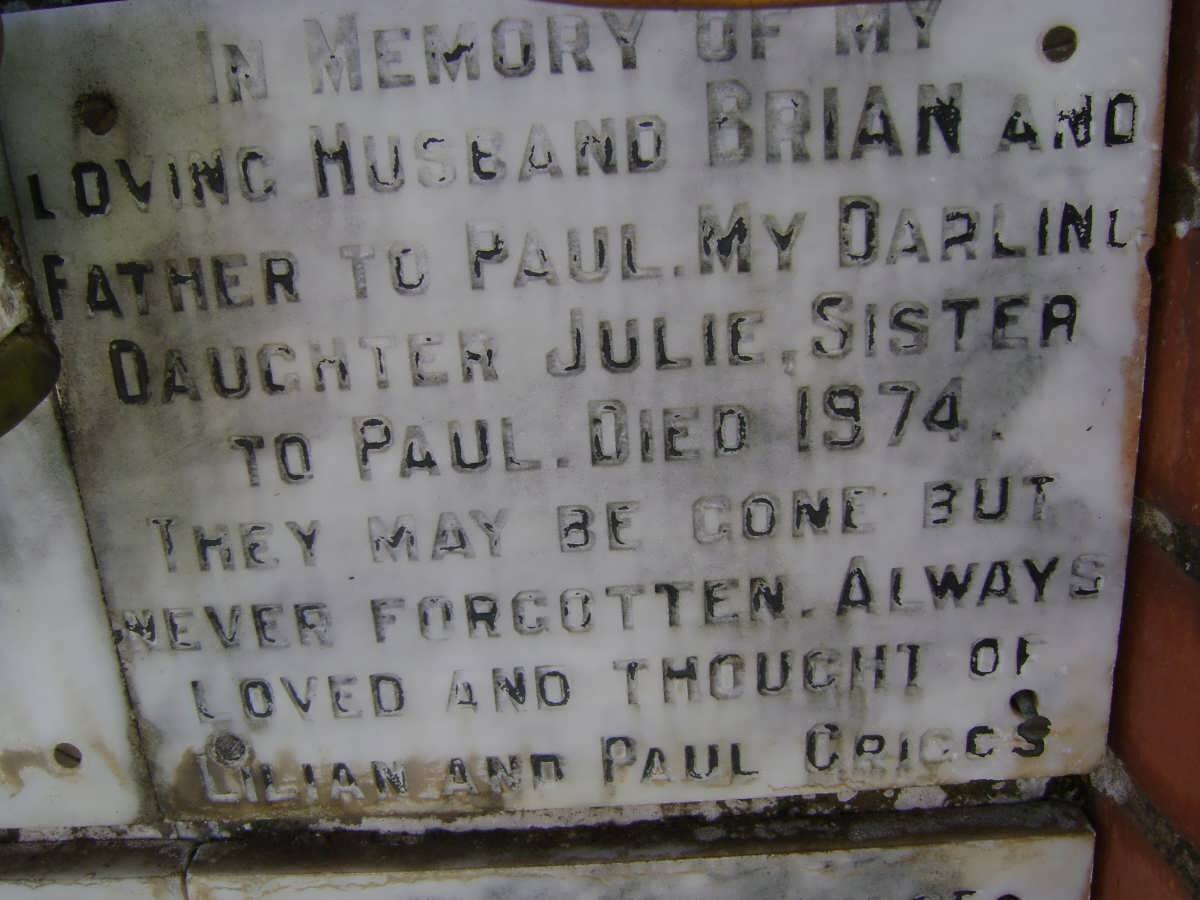 IN MEMORY OF MY
LOVING HUSBAND BRIAN AND
FATHER TO PAUL. MY DARLING
DAUGHTER JULIE, SISTER
TO PAUL. DIED 1974.
THEY MAY BE GONE BUT
NEVER FORGOTTEN. ALWAYS
LOVED AND THOUGHT OF
LILIAN AND PAUL GRIGGS